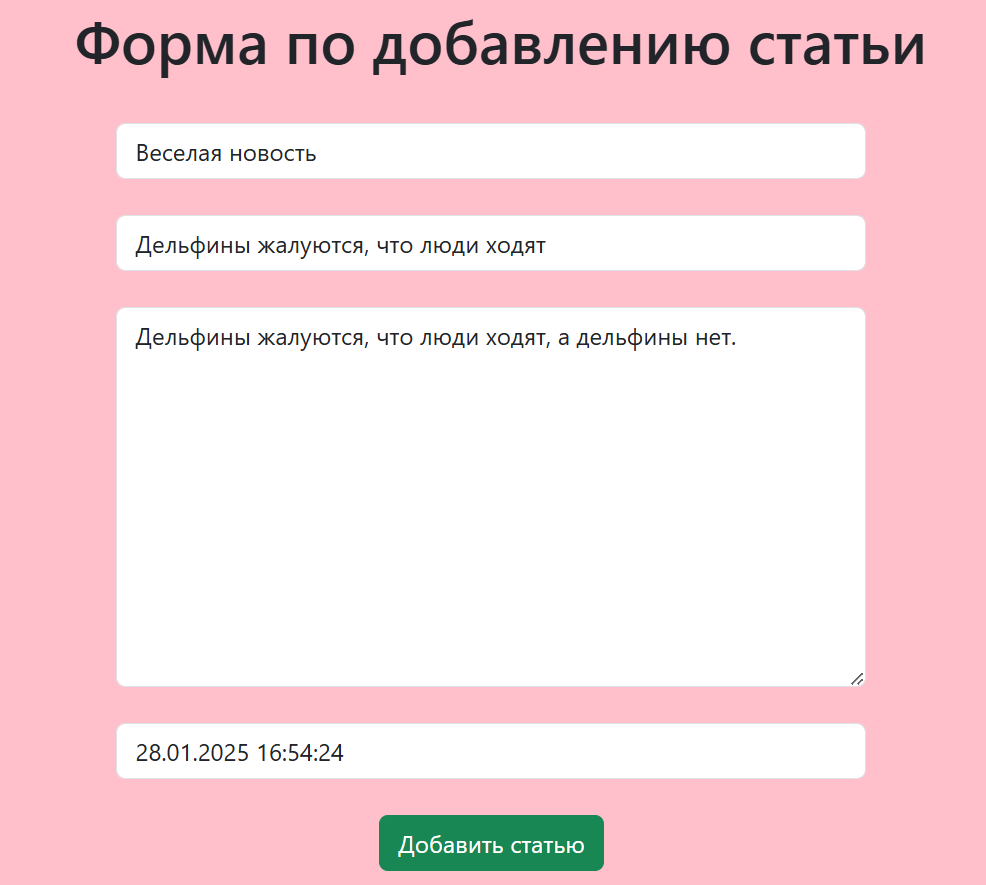 Форма по добавлению статьи
Веселая новость
Дельфины жалуются, что люди ходят
Дельфины жалуются, что люди ходят, а дельфины нет.
28.01.2025 16:54:24
Добавить статью